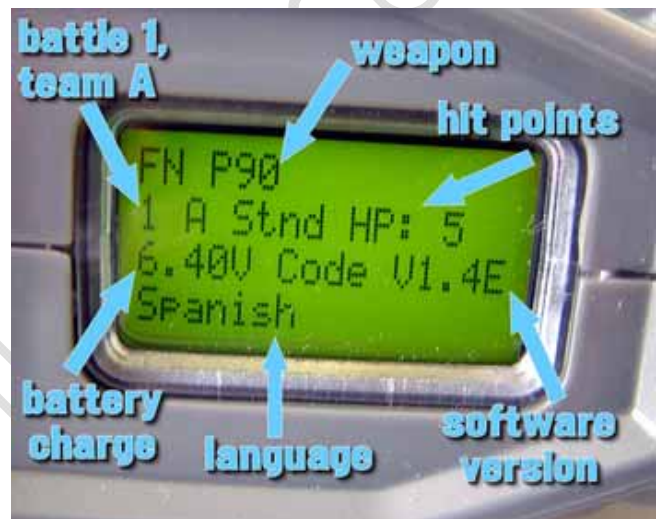 battle 1,
team A
weapon
hit points
FN P90
1 A Stnd HP: 5
6.40V Code V1.4E
Spanish
battery
charge
language
software
version